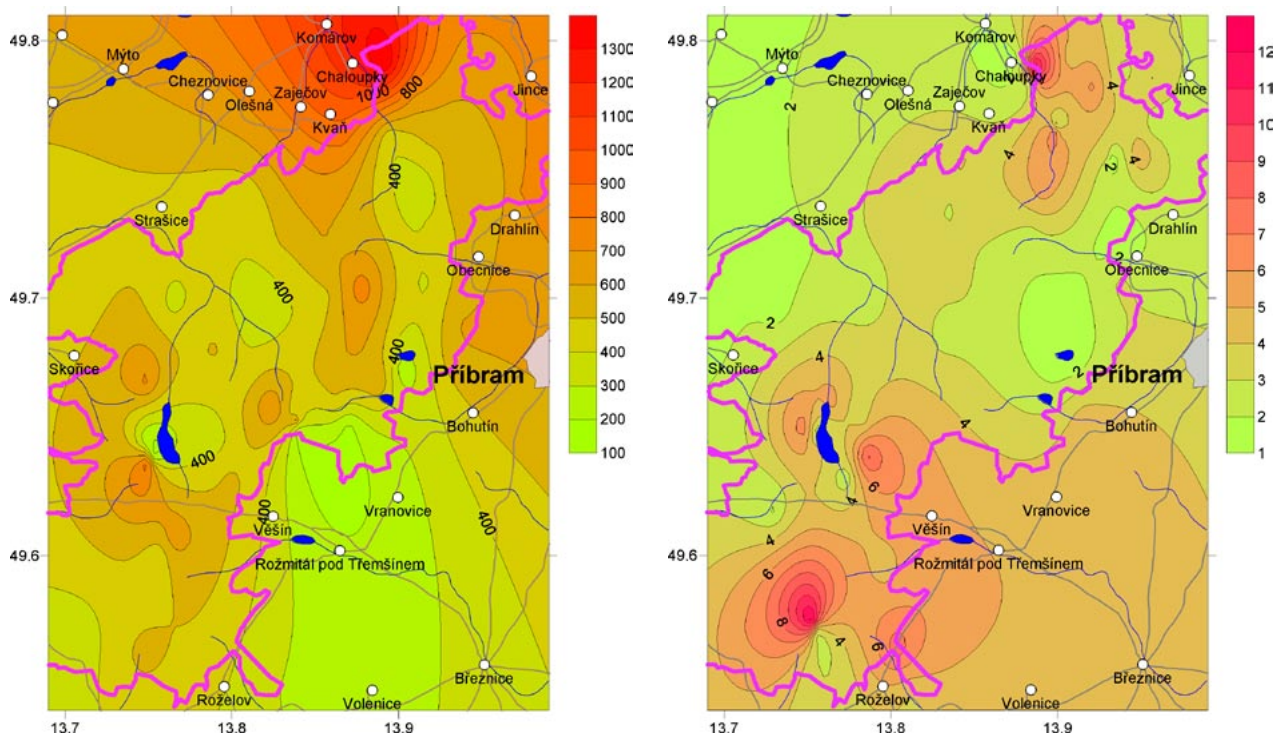 49.8
Mýto
Cheznovice
Olešná
Zaječov
Komárov
Chaloupky
1000
800
Kvaň
Jince
400
Strašice
Drahlín
Obecnice
49.7
400
400
Skořice
Příbram
Bohutín
400
400
Věšín
Vranovice
400
Rožmitál pod Třemšínem
49.6
Březnice
Roželov
Volenice
13.7
13.8
13.9
1300
1200
1100
1000
900
800
700
600
500
400
300
200
100
49.8
Mýto
Cheznovice
Olešná
Zaječov
Komárov
Chaloupky
Kvaň
Jince
2
4
4
2
4
Strašice
Drahlín
2
Obecnice
49.7
2
4
Skořice
Příbram
2
Bohutín
4
6
4
Věšín
Vranovice
4
Rožmitál pod Třemšínem
49.6
6
8
4
6
Březnice
Roželov
Volenice
13.7
13.8
13.9
13
12
11
10
9
8
7
6
5
4
3
2
1